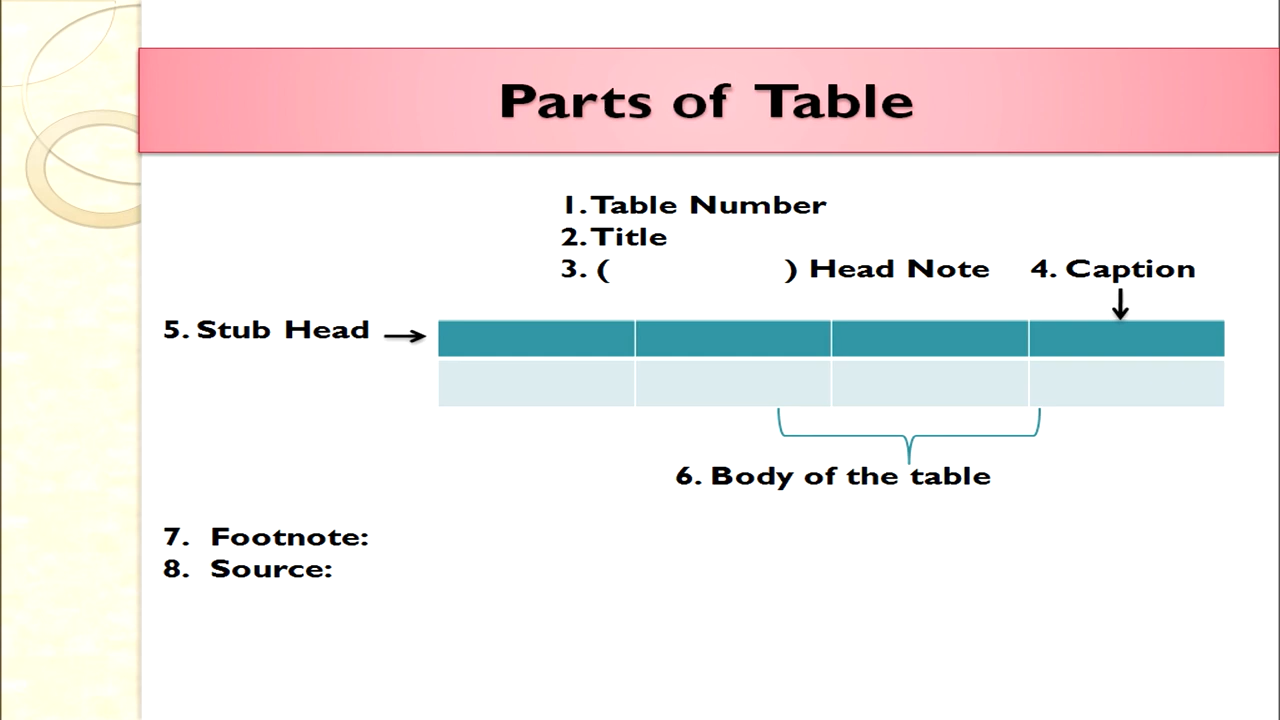 Parts of Table
1. Table Number
2. Title
3. ( ) Head Note 4. Caption
5. Stub Head
6. Body of the table
7. Footnote:
8. Source: